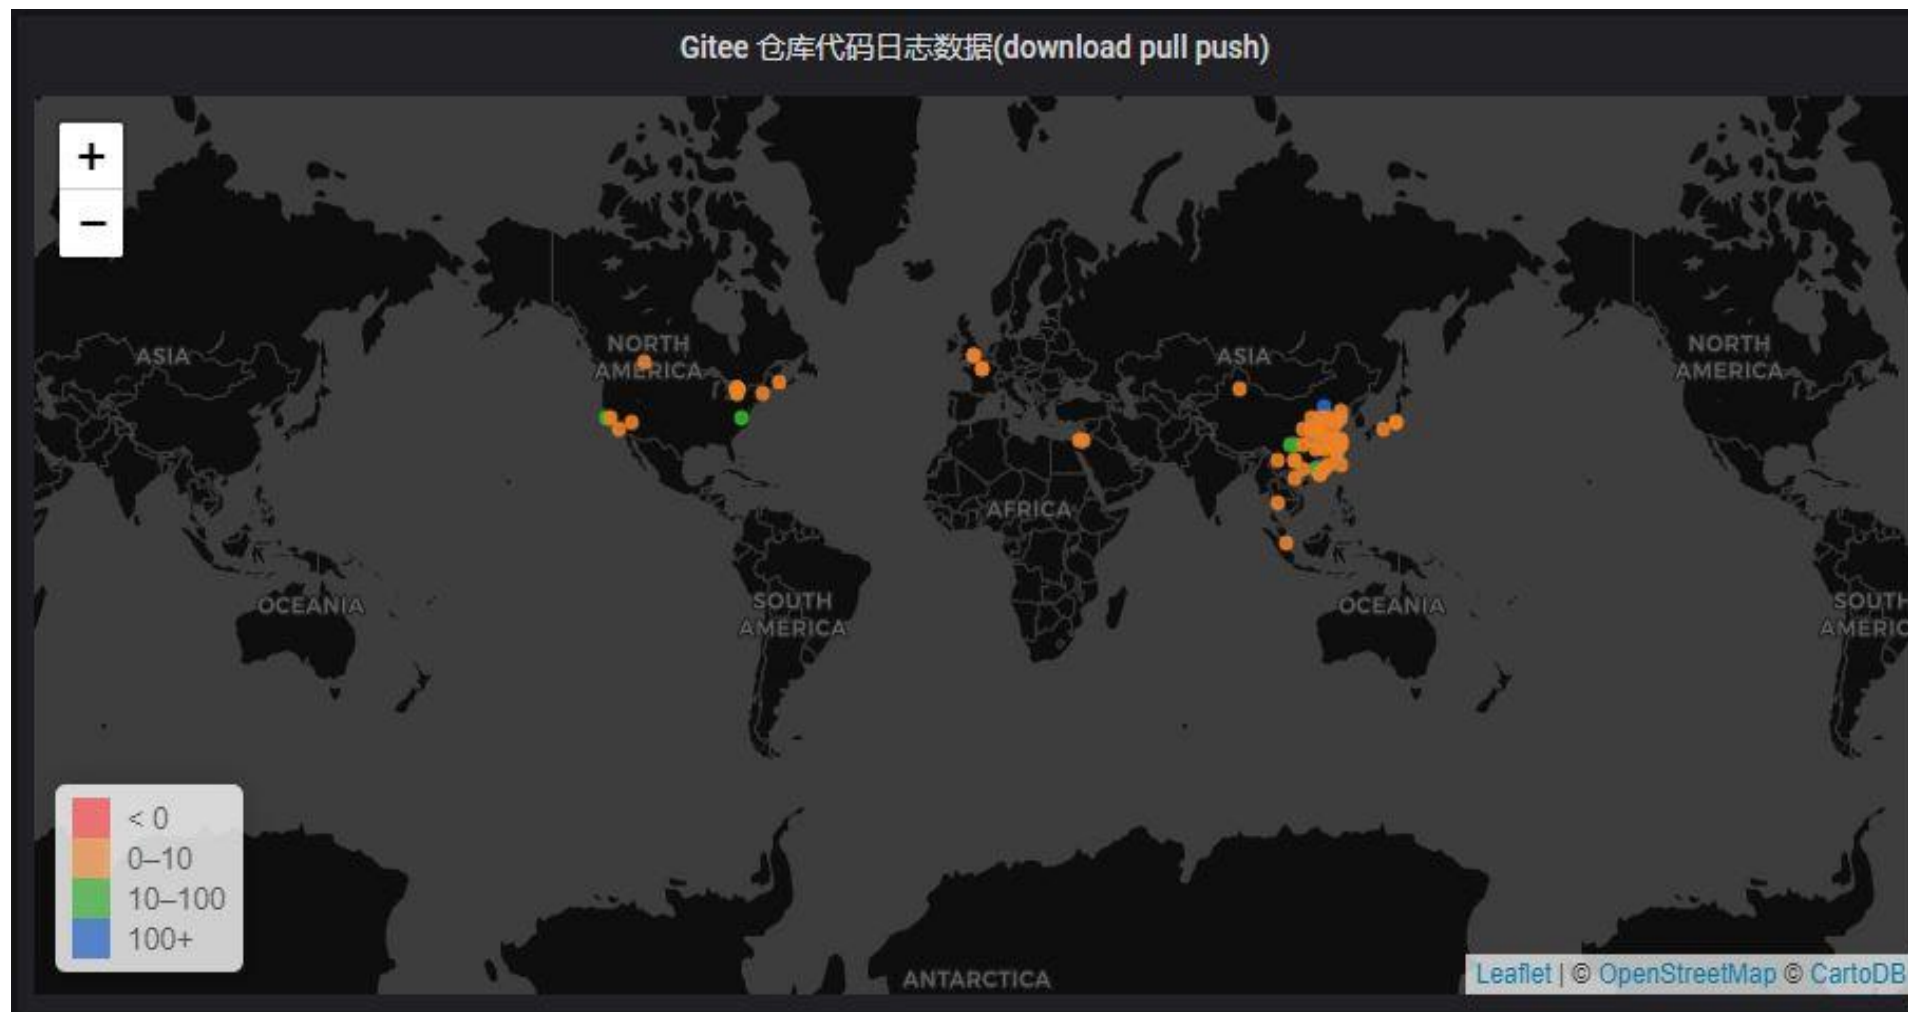 Gitee 仓库代码日志数据(download pull push)
+
−
ASIA
NORTH
AMERICA
ASIA
NORTH
AMERICA
AFRICA
OCEANIA
SOUTH
AMERICA
OCEANIA
SOUTH
AMERIC
< 0
0–10
10–100
100+
ANTARCTICA
Leaflet | © OpenStreetMap © CartoDB